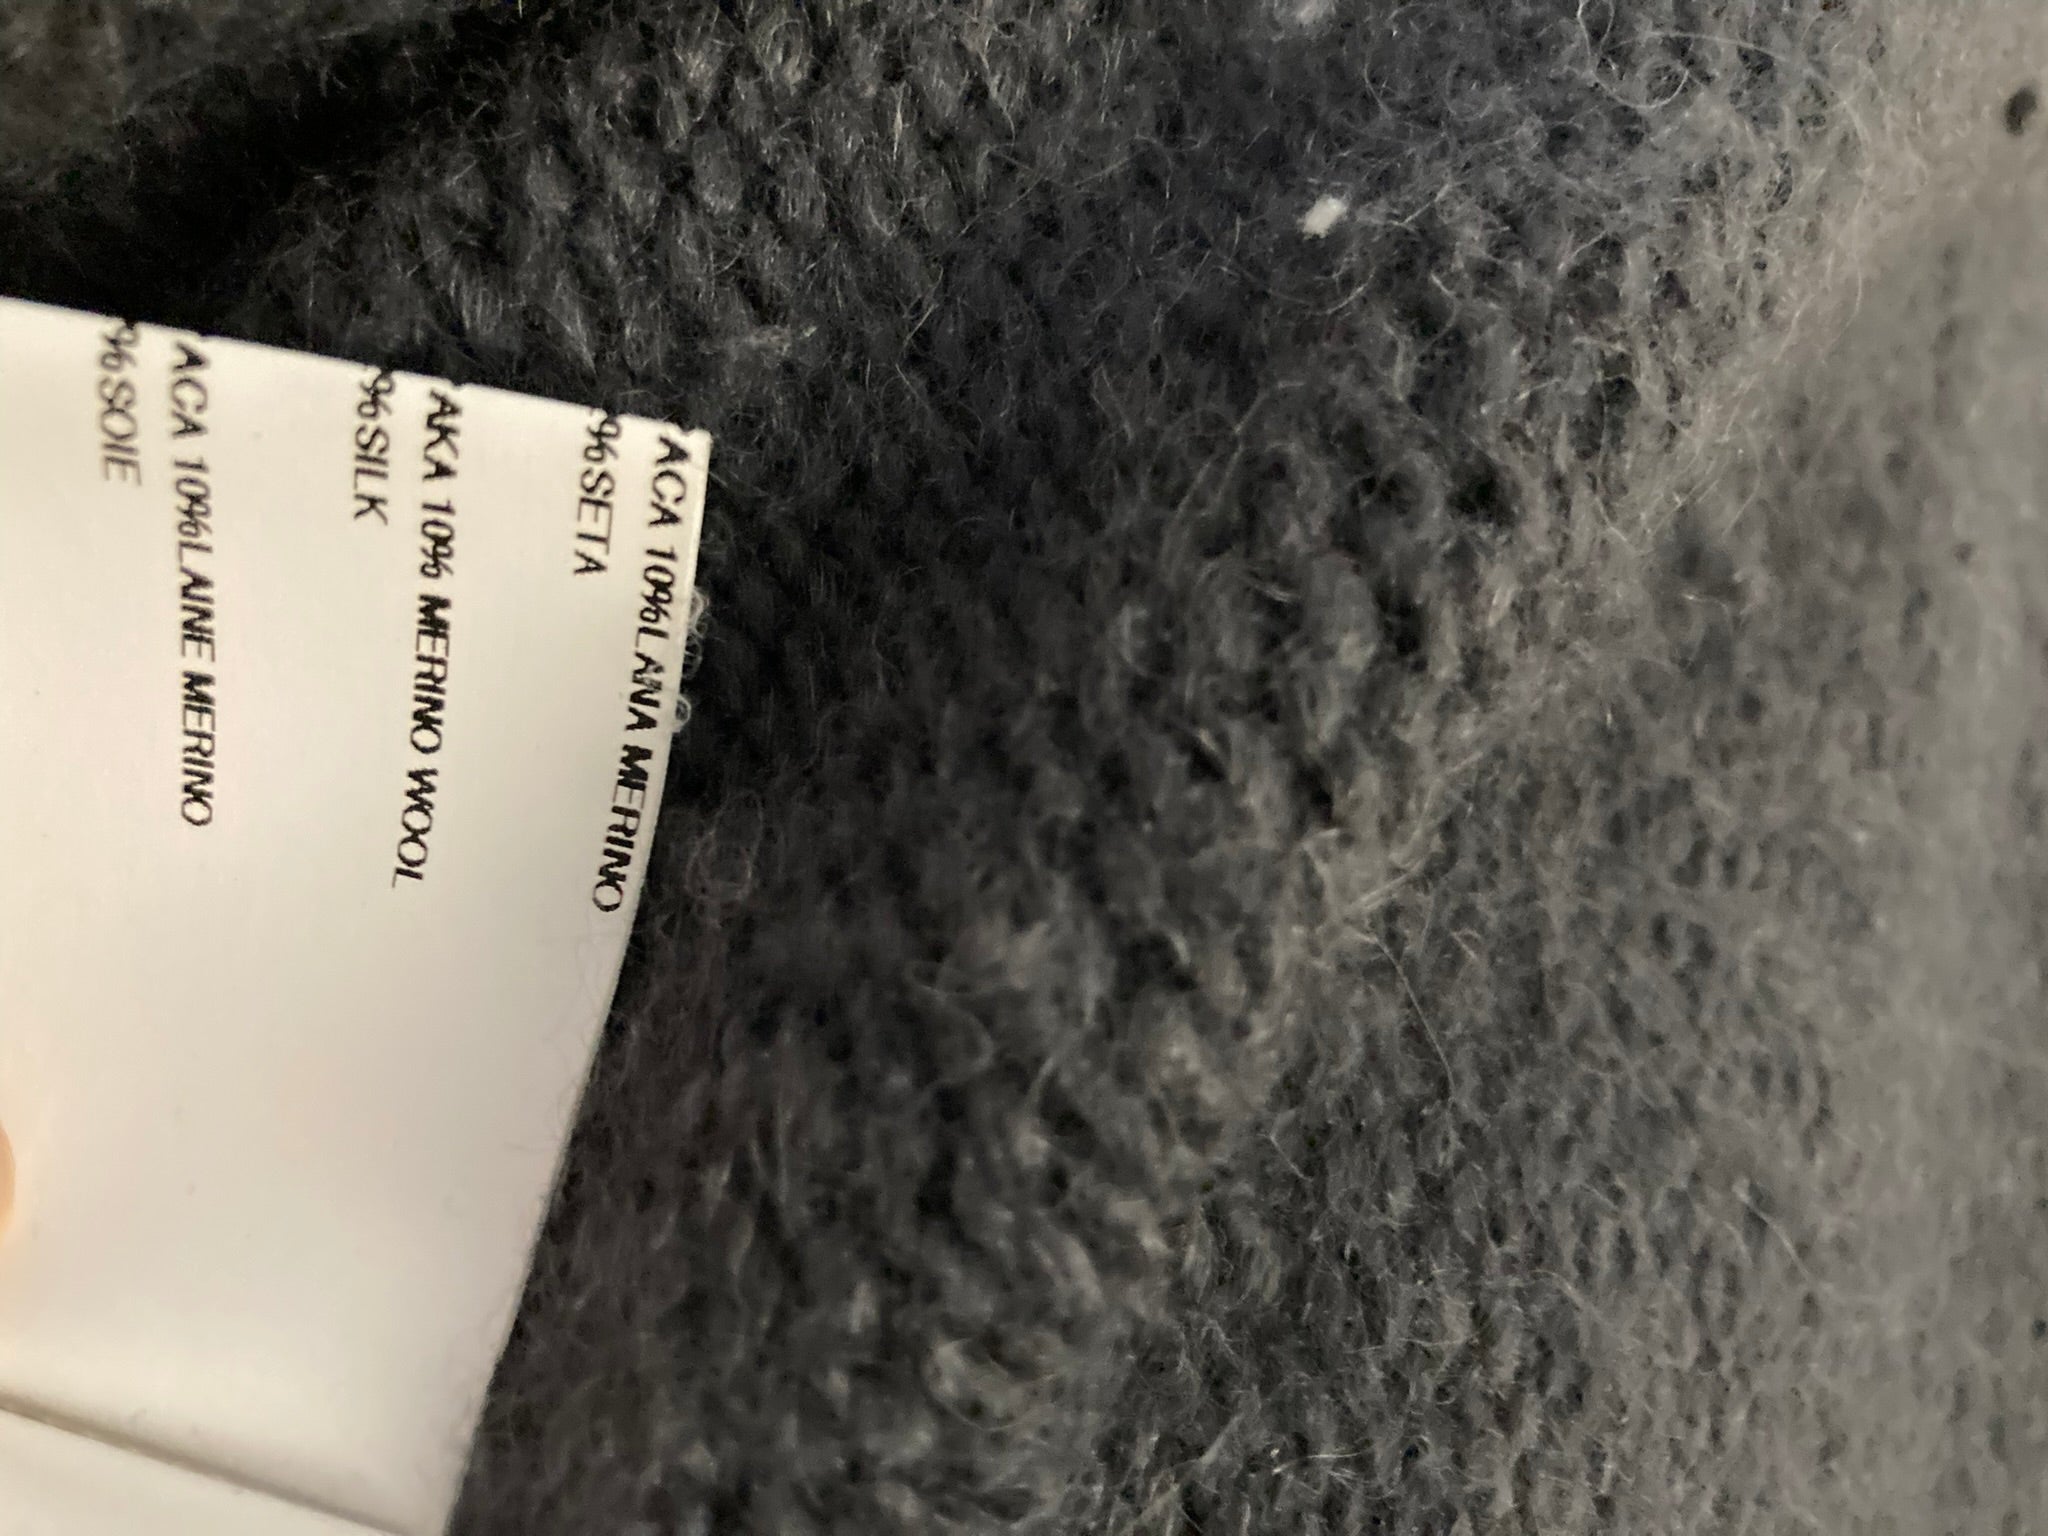 ACA 10%LANA MERINO
%SETA
AKA 10% MERINO WOOL
%SILK
ACA 10%LAINE MERINO
%SOIE